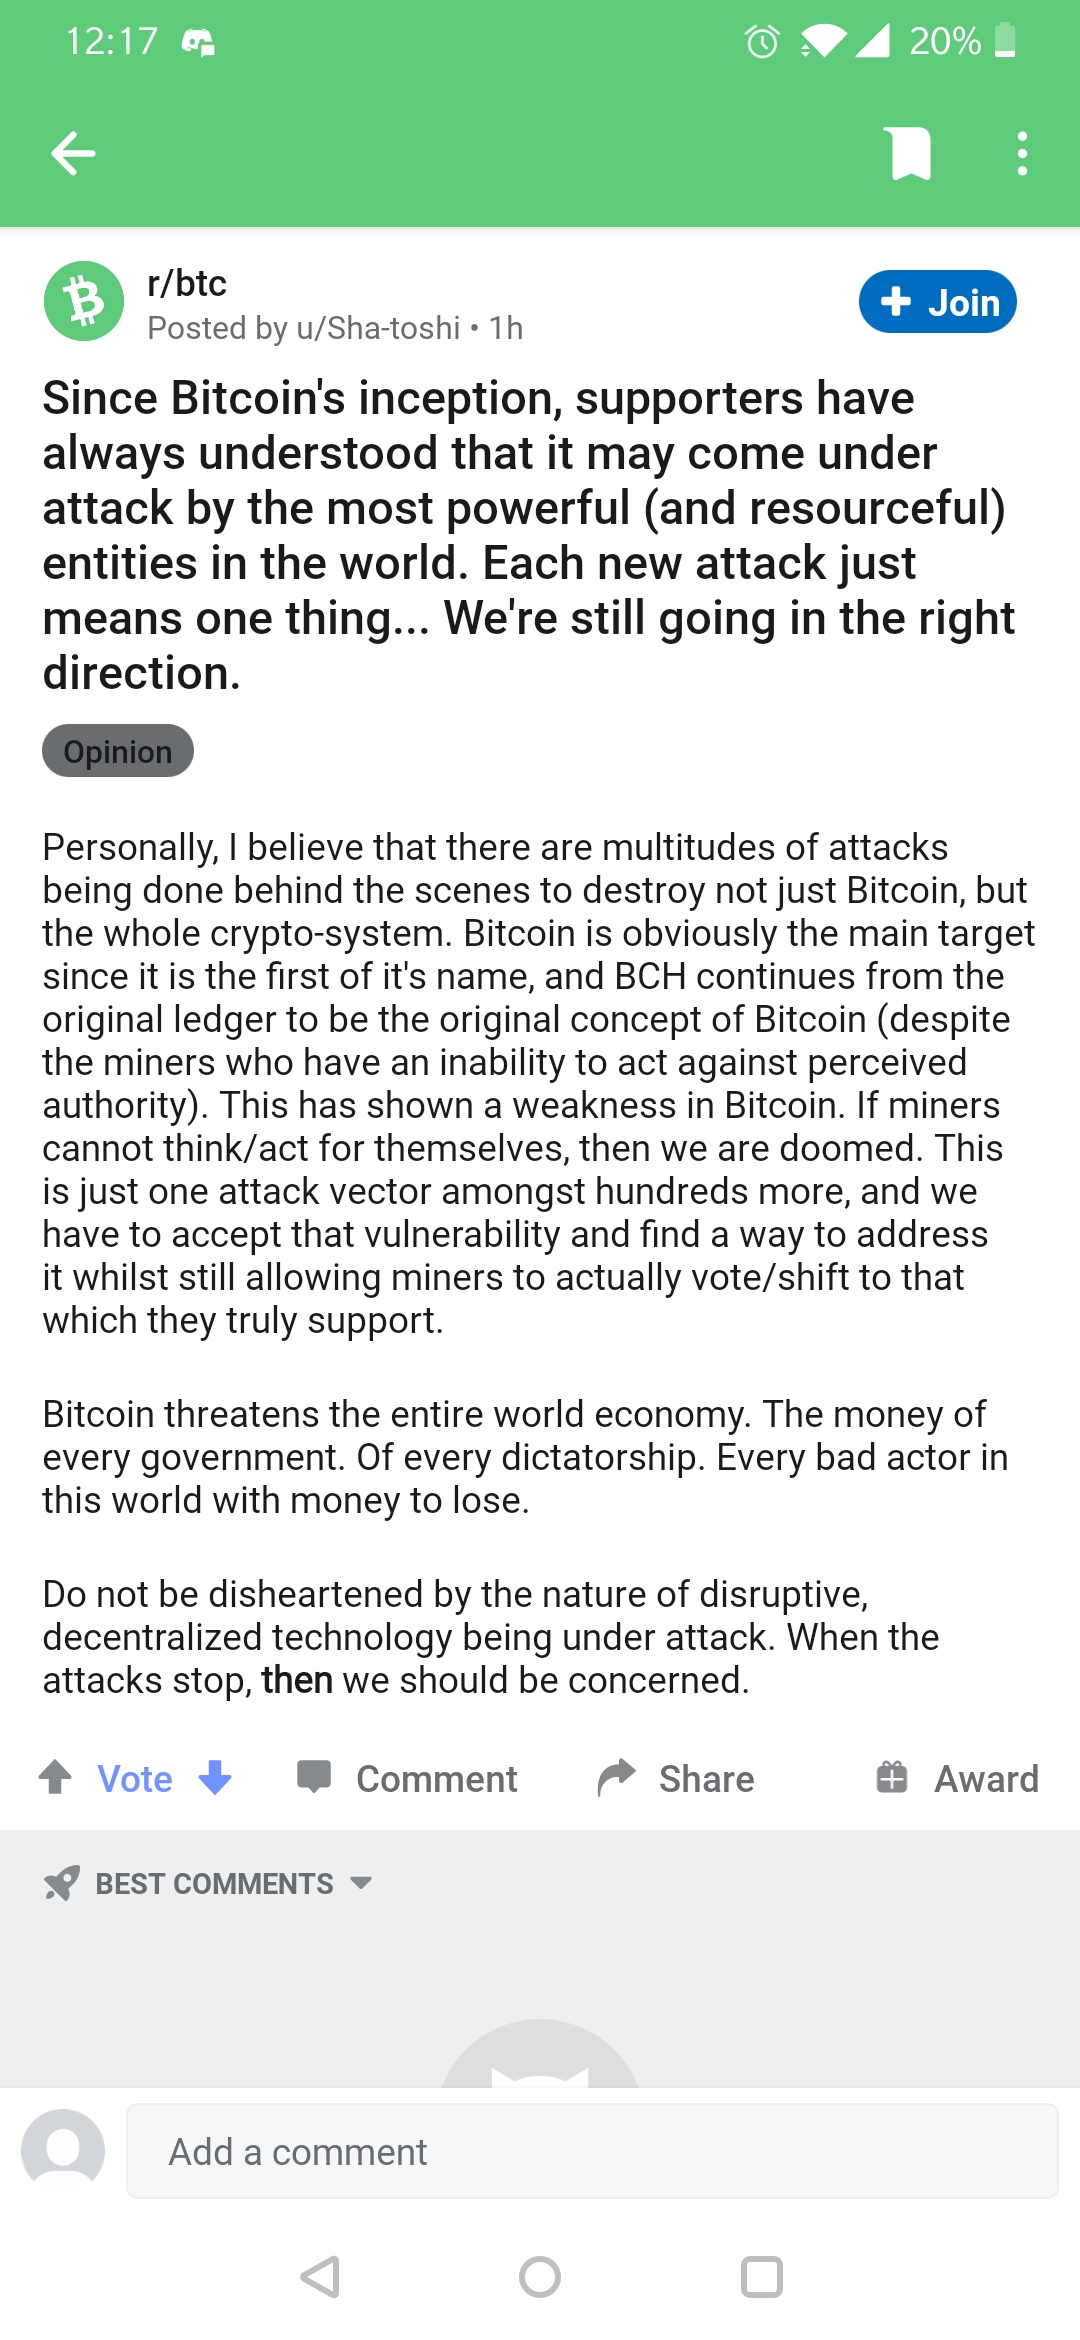 12:17
20%
r/btc
Posted by u/Sha-toshi • 1h
+ Join
Since Bitcoin's inception, supporters have
always understood that it may come under
attack by the most powerful (and resourceful)
entities in the world. Each new attack just
means one thing... We're still going in the right
direction.
Opinion
Personally, I believe that there are multitudes of attacks
being done behind the scenes to destroy not just Bitcoin, but
the whole crypto-system. Bitcoin is obviously the main target
since it is the first of it's name, and BCH continues from the
original ledger to be the original concept of Bitcoin (despite
the miners who have an inability to act against perceived
authority). This has shown a weakness in Bitcoin. If miners
cannot think/act for themselves, then we are doomed. This
is just one attack vector amongst hundreds more, and we
have to accept that vulnerability and find a way to address
it whilst still allowing miners to actually vote/shift to that
which they truly support.
Bitcoin threatens the entire world economy. The money of
every government. Of every dictatorship. Every bad actor in
this world with money to lose.
Do not be disheartened by the nature of disruptive,
decentralized technology being under attack. When the
attacks stop, then we should be concerned.
Vote Comment Share Award
BEST COMMENTS
Add a comment